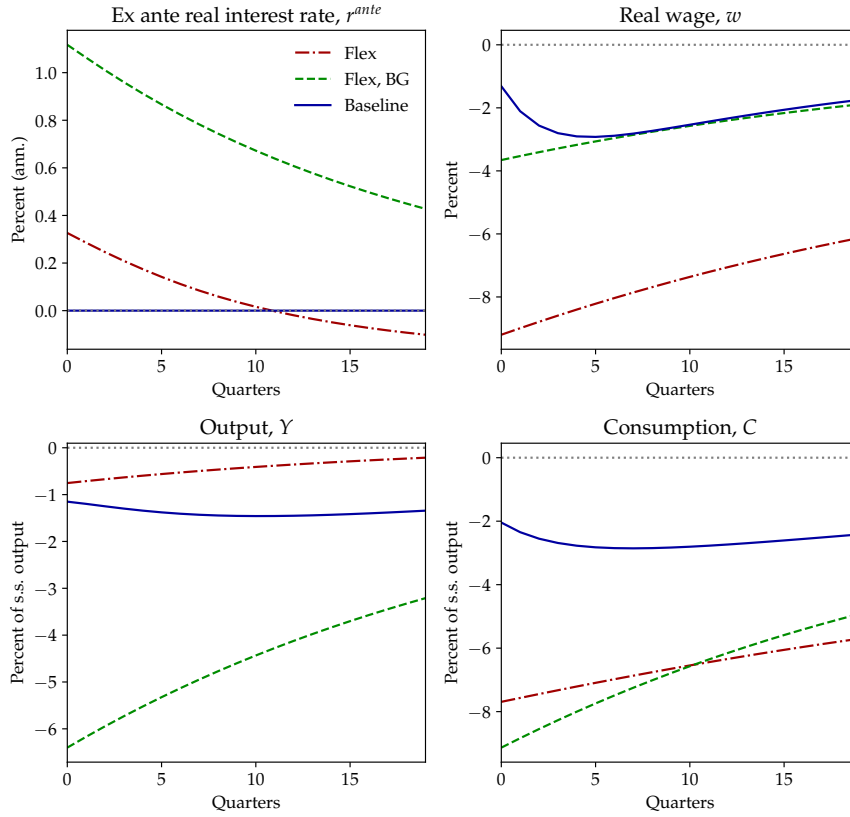 Ex ante real interest rate, r^ante
Percent (ann.)
1.0
0.8
0.6
0.4
0.2
0.0
Flex
Flex, BG
Baseline
0 5 10 15
Quarters
Real wage, w
Percent
0
−2
−4
−6
−8
0 5 10 15
Quarters
Output, Y
Percent of s.s. output
0
−1
−2
−3
−4
−5
−6
0 5 10 15
Quarters
Consumption, C
Percent of s.s. output
0
−2
−4
−6
−8
0 5 10 15
Quarters